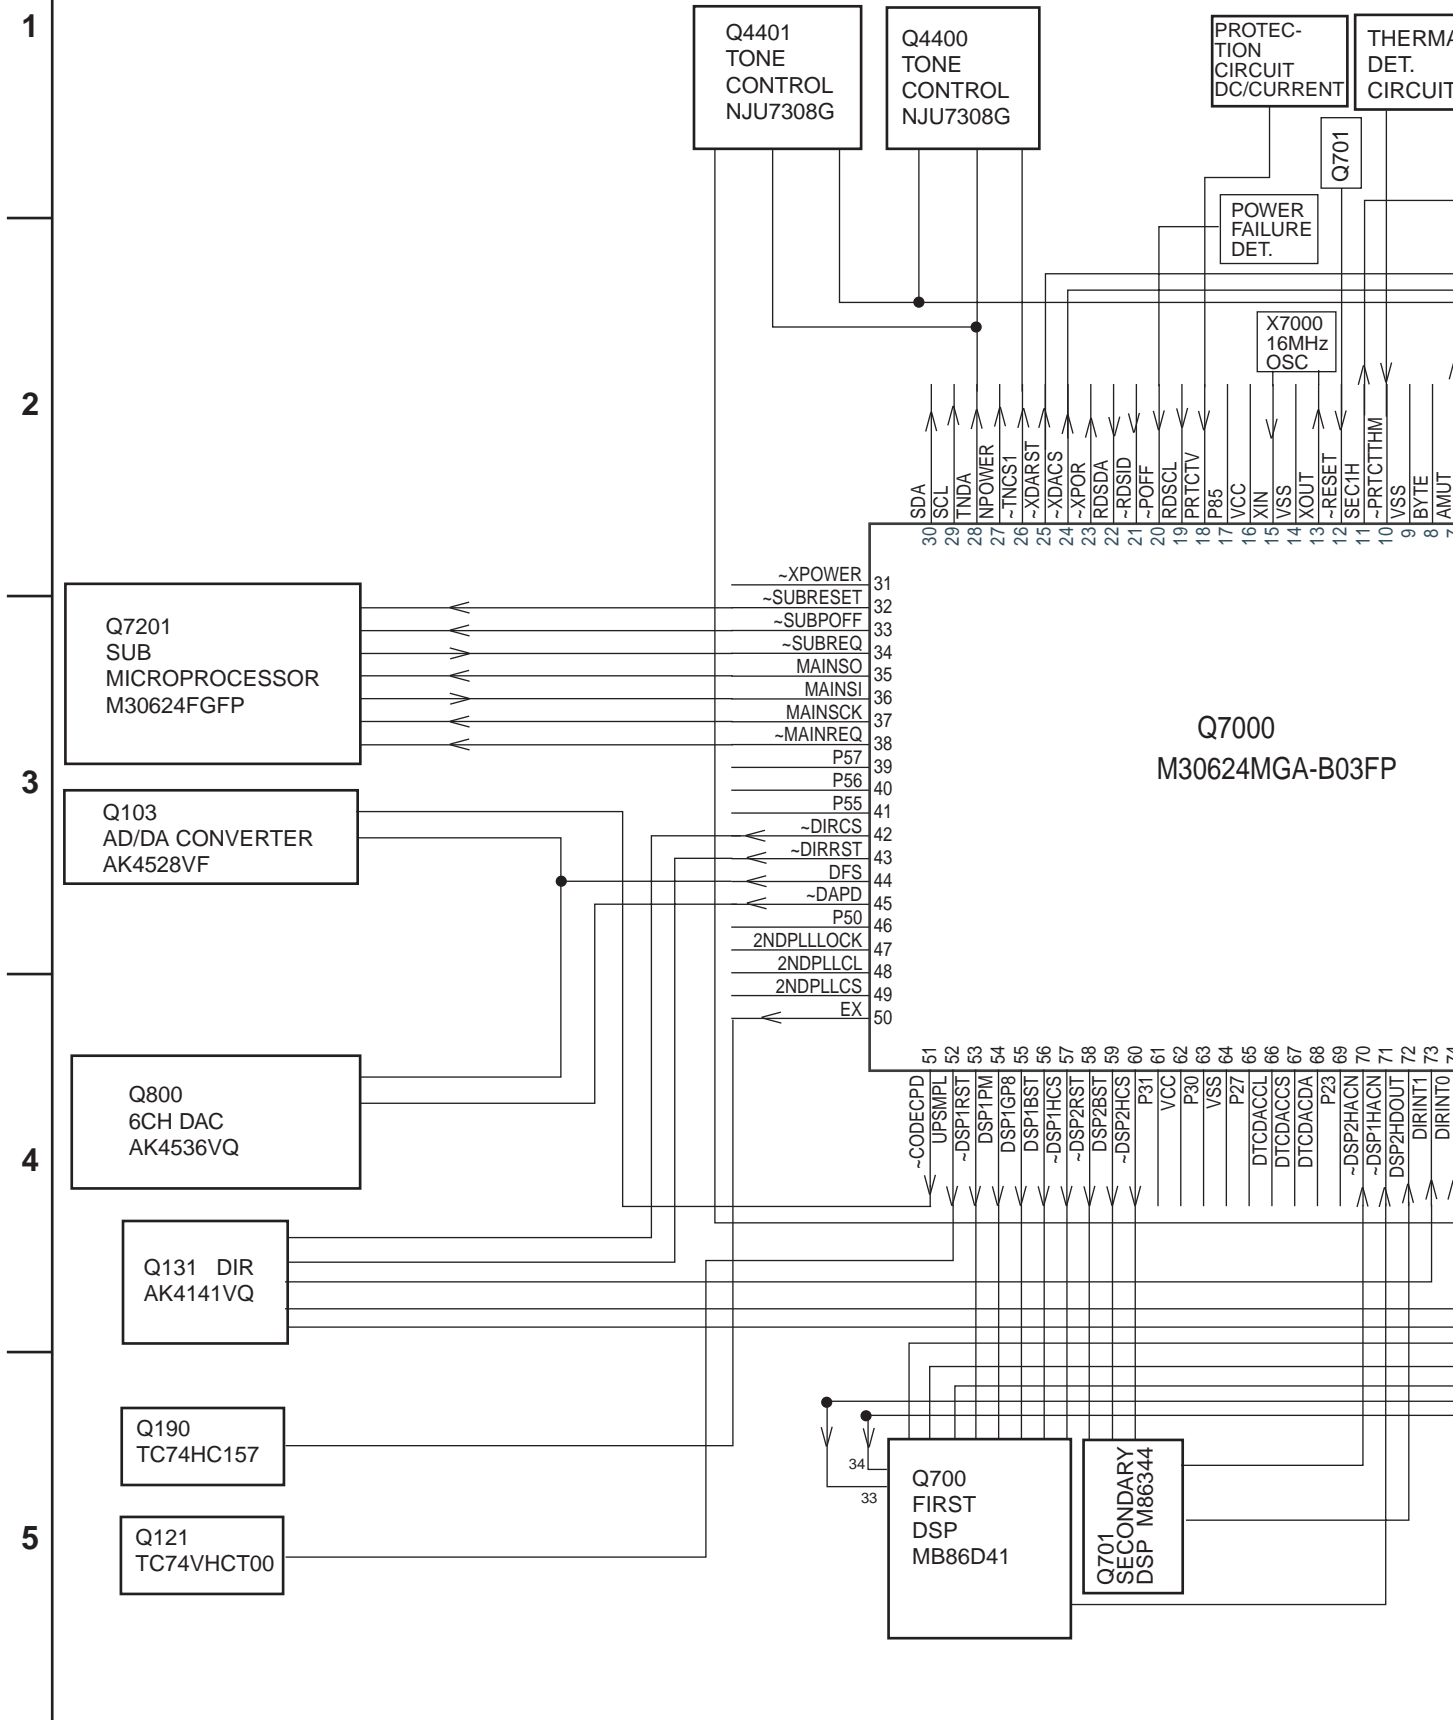 1
Q4401
TONE
CONTROL
NJU7308G
Q4400
TONE
CONTROL
NJU7308G
PROTEC-
TION
CIRCUIT
DC/CURRENT
THERMA
DET.
CIRCUIT
Q701
POWER
FAILURE
DET.
X7000
16MHz
OSC
2
SDA
SCL
TNDA
NPOWER
~TNCS1
~XDARST
~XDACS
~XPOR
RDSDA
~RDSID
~POFF
RDSCL
PRTCTV
P85
VCC
XIN
VSS
XOUT
~RESET
SEC1H
~PRTCTTHM
VSS
BYTE
AMUT
30
29
28
27
26
25
24
23
22
21
20
19
18
17
16
15
14
13
12
11
10
9
8
7
~XPOWER 31
~SUBRESET 32
~SUBPOFF 33
~SUBREQ 34
MAINSO 35
MAINSI 36
MAINSCK 37
~MAINREQ 38
P57 39
P56 40
P55 41
~DIRCS 42
~DIRRST 43
DFS 44
~DAPD 45
P50 46
2NDPLLLOCK 47
2NDPLLCL 48
2NDPLLCS 49
EX 50
Q7201
SUB
MICROPROCESSOR
M30624FGFP
Q7000
M30624MGA-B03FP
3
Q103
AD/DA CONVERTER
AK4528VF
51
52
53
54
55
56
57
58
59
60
61
62
63
64
65
66
67
68
69
70
71
72
73
74
~CODECPD
UPSMPL
~DSP1RST
DSP1PM
DSP1GP8
DSP1BST
~DSP1HCS
~DSP2RST
DSP2BST
~DSP2HCS
P31
VCC
P30
VSS
P27
DTCDACCL
DTCDACCS
DTCDACDA
P23
~DSP2HACN
~DSP1HACN
DSP2HDOUT
DIRINT1
DIRINT0
Q800
6CH DAC
AK4536VQ
4
Q131 DIR
AK4141VQ
Q190
TC74HC157
34
33
Q700
FIRST
DSP
MB86D41
Q701
SECONDARY
DSP M86344
5
Q121
TC74VHCT00